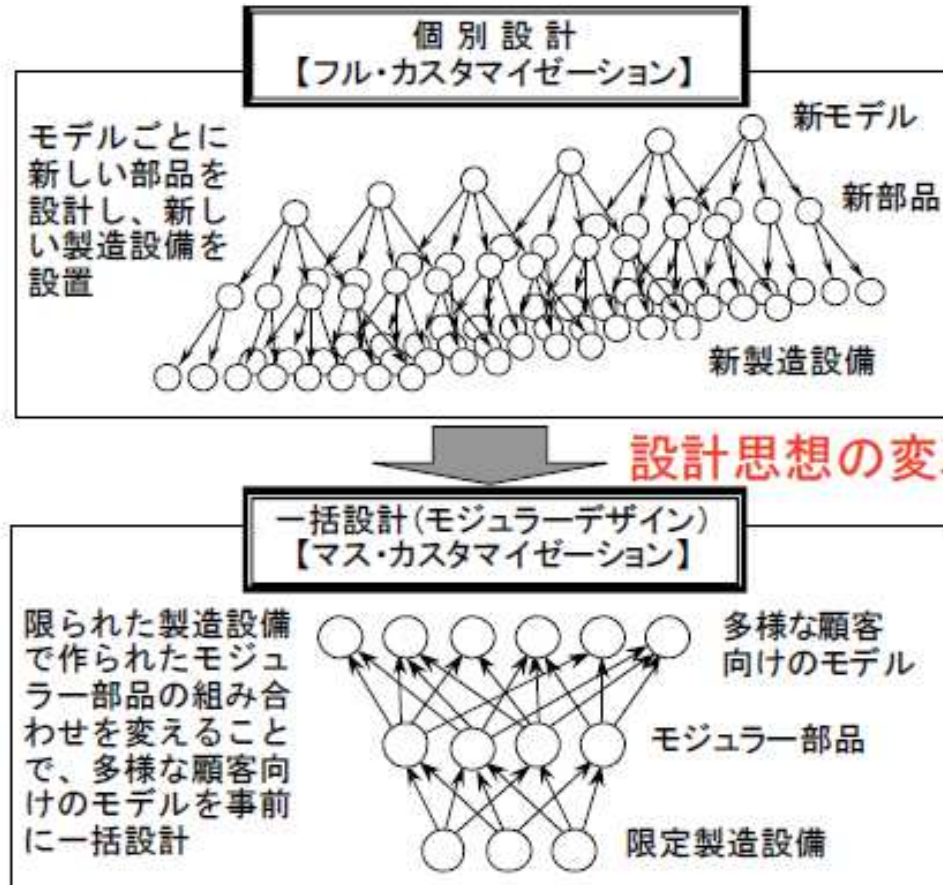 個別設計
【フル・カスタマイゼーション】
モデルごとに
新しい部品を
設計し、新し
い製造設備を
設置
新モデル
新部品
新製造設備
設計思想の変
一括設計(モジュラーデザイン)
【マス・カスタマイゼーション】
限られた製造設備
で作られたモジュ
ラー部品の組み合
わせを変えること
で、多様な顧客向
けのモデルを事前
に一括設計
多様な顧客
向けのモデル
モジュラー部品
限定製造設備